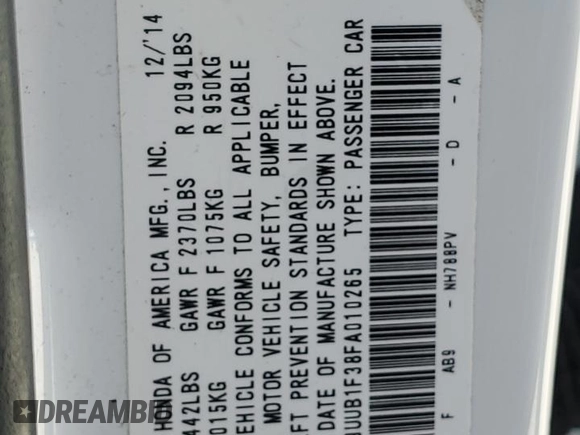 HONDA OF AMERICA MFG., INC. 12/'14
442LBS GAWR F 2370LBS R 2094LBS
015KG GAWR F 1075KG R 950KG
EHICLE CONFORMS TO ALL APPLICABLE
MOTOR VEHICLE SAFETY, BUMPER,
FT PREVENTION STANDARDS IN EFFECT
DATE OF MANUFACTURE SHOWN ABOVE.
UUB1F38FA010265 TYPE: PASSENGER CAR
F AB9 - NH788PV - D - A
DREAMBID